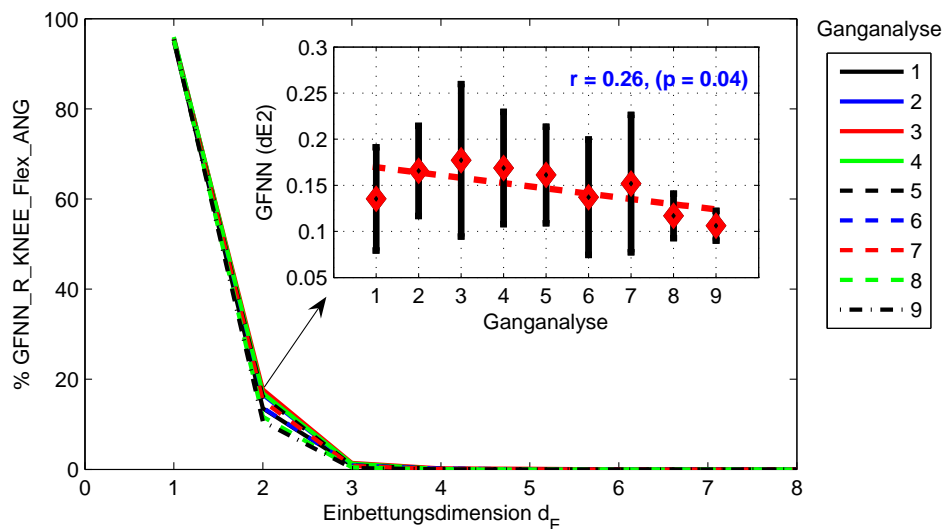 Ganganalyse
1
2
3
4
5
6
7
8
9
% GFNN_R_KNEE_Flex_ANG
100
80
60
40
20
0
0 1 2 3 4 5 6 7 8
Einbettungsdimension d_E
GFNN (dE2)
0.3
0.25
0.2
0.15
0.1
0.05
r = 0.26, (p = 0.04)
1 2 3 4 5 6 7 8 9
Ganganalyse